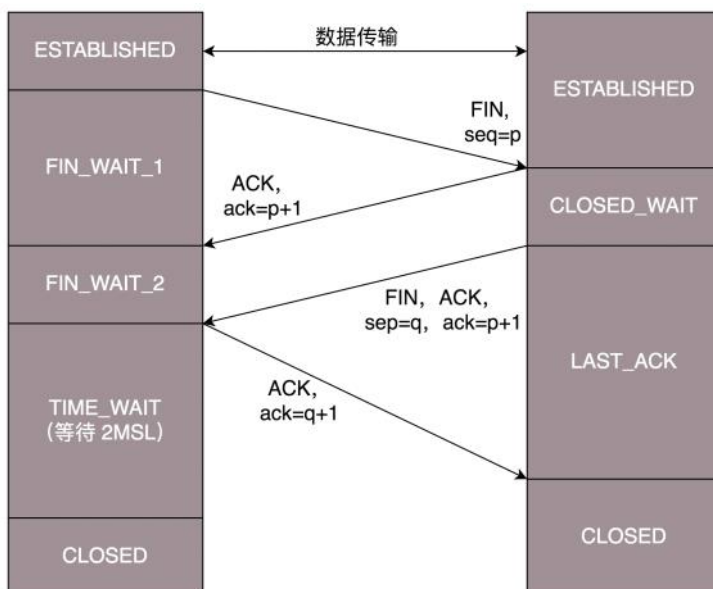 ESTABLISHED
数据传输
ESTABLISHED
FIN,
seq=p
FIN_WAIT_1
ACK,
ack=p+1
CLOSED_WAIT
FIN_WAIT_2
FIN, ACK,
sep=q, ack=p+1
LAST_ACK
ACK,
ack=q+1
TIME_WAIT
(等待 2MSL)
CLOSED
CLOSED